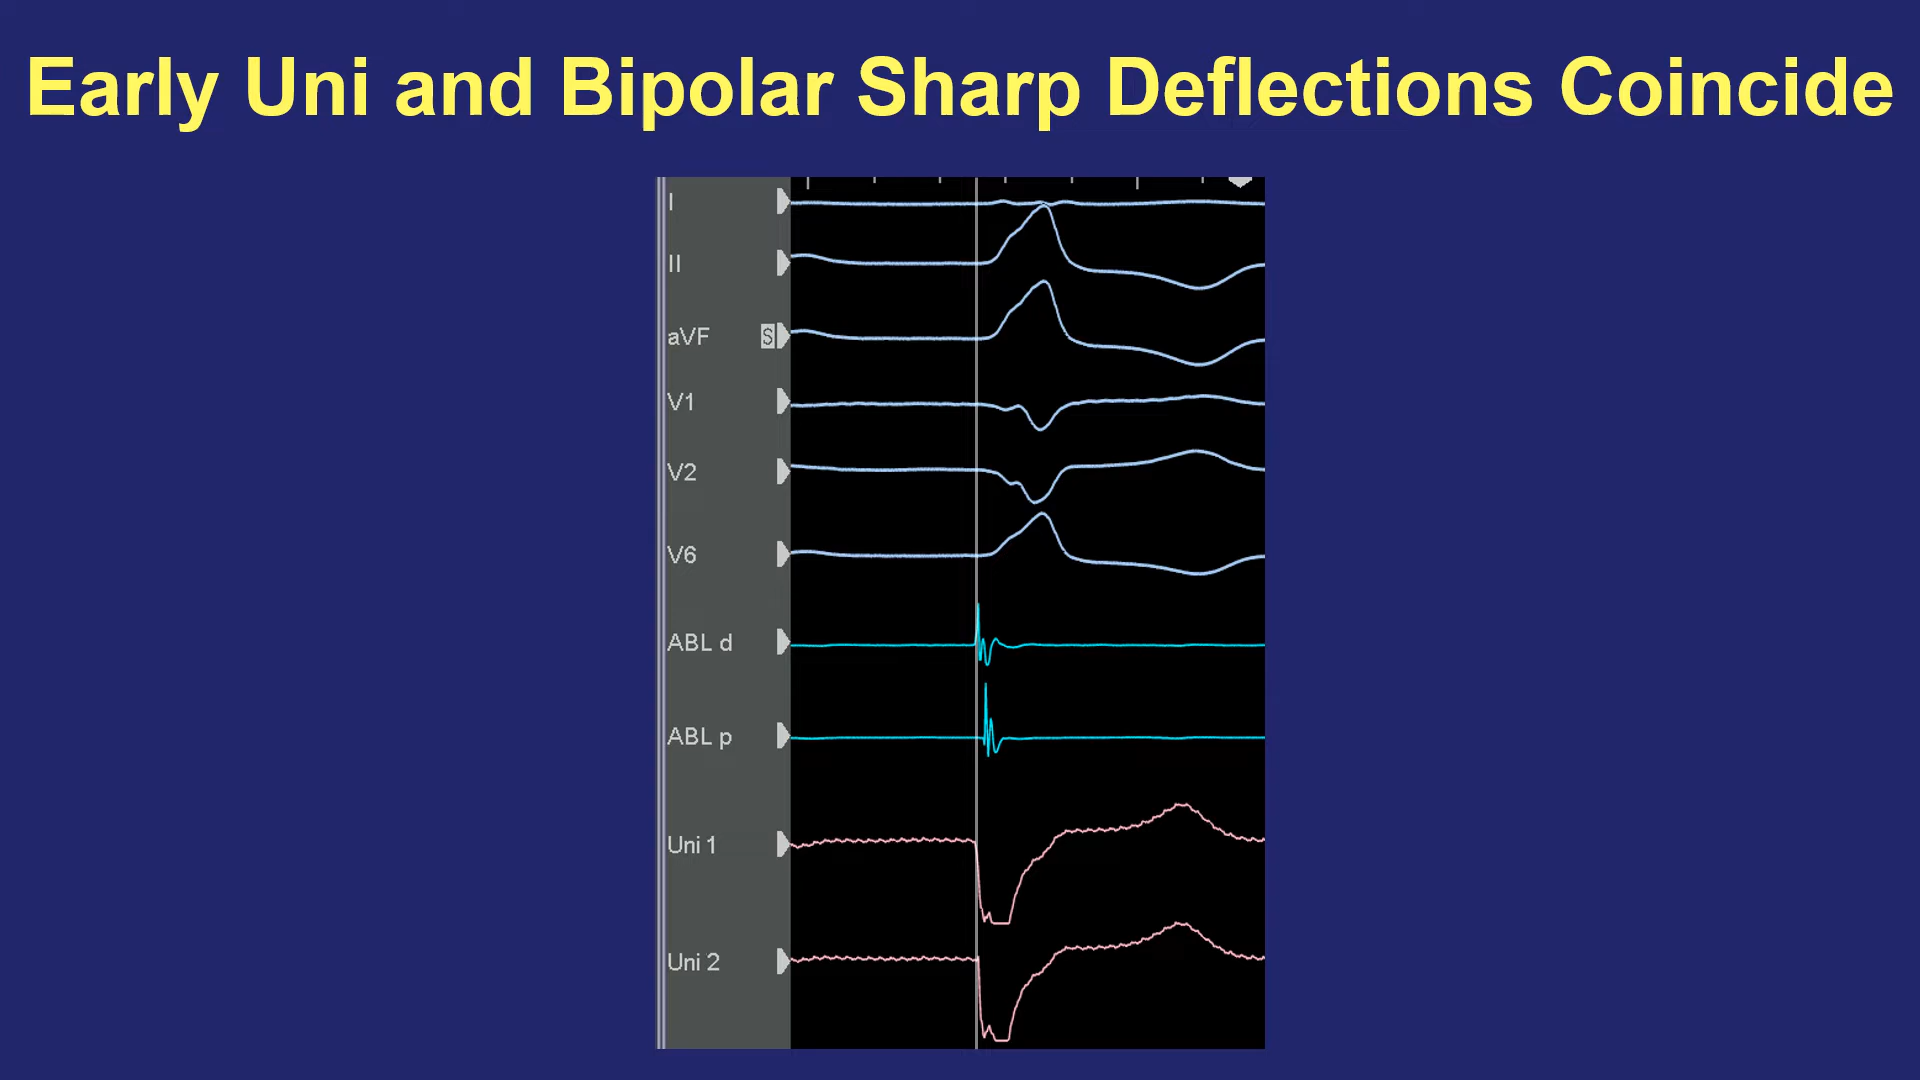 Early Uni and Bipolar Sharp Deflections Coincide
I
II
aVF S
V1
V2
V6
ABL d
ABL p
Uni 1
Uni 2